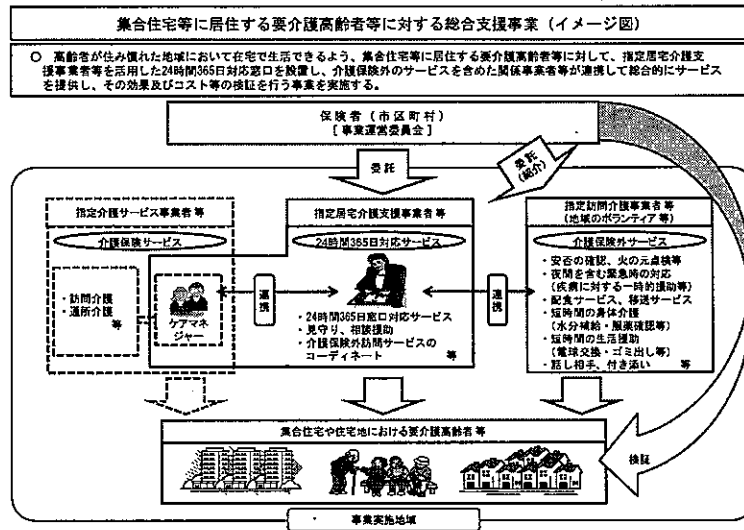 集合住宅等に居住する要介護高齢者等に対する総合支援事業（イメージ図）
○　高齢者が住み慣れた地域において在宅で生活できるよう、集合住宅等に居住する要介護高齢者等に対して、指定居宅介護支
援事業者等を活用した24時間365日対応窓口を設置し、介護保険外のサービスを含めた関係事業者等が連携して総合的にサービス
を提供し、その効果及びコスト等の検証を行う事業を実施する。
保険者（市区町村）
［事業運営委員会］
委託
委託
（紹介）
指定介護サービス事業者等
介護保険サービス
・訪問介護
・通所介護
等
ケアマネ
ジャー
連携
指定居宅介護支援事業者等
24時間365日対応サービス
・24時間365日窓口対応サービス
・見守り、相談援助
・介護保険外訪問サービスの
コーディネート　等
連携
指定訪問介護事業者等
（地域のボランティア等）
介護保険外サービス
・安否の確認、火の元点検等
・夜間を含む緊急時の対応
（疾病に対する一時的援助等）
・配食サービス、移送サービス
・短時間の身体介護
（水分補給・服薬確認等）
・短時間の生活援助
（電球交換・ゴミ出し等）
・話し相手、付き添い　等
集合住宅や住宅地における要介護高齢者等
検証
事業実施地域